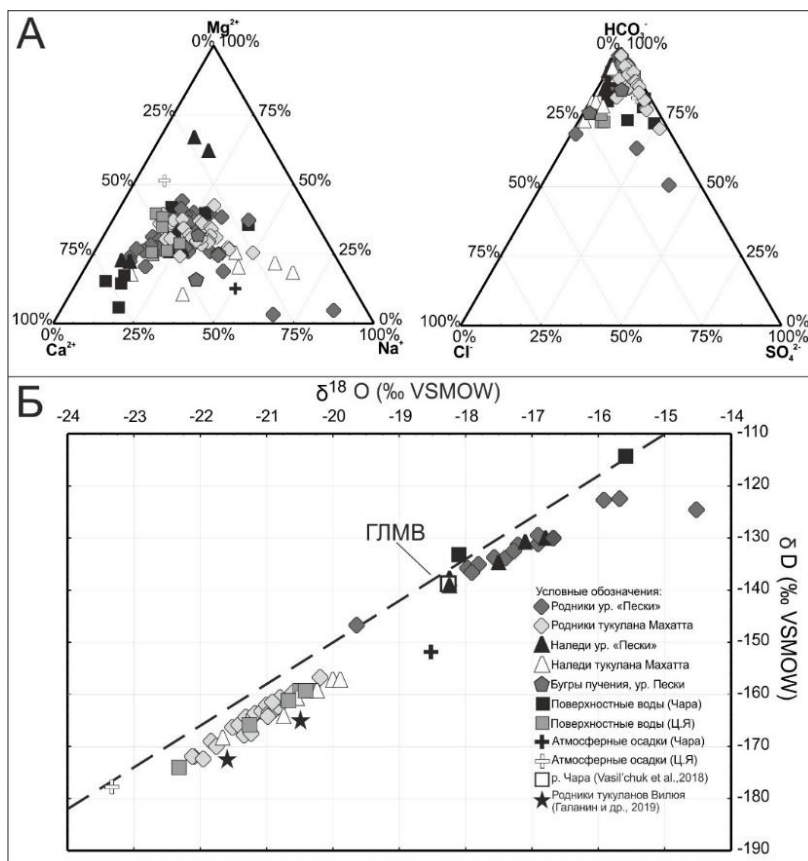 А
Mg²⁺
0% 100%
25% 75%
50% 50%
75% 25%
100% 0%
0% 25% 50% 75% 100%
Ca²⁺ Na⁺
HCO₃⁻
0% 100%
25% 75%
50% 50%
75% 25%
100% 0%
0% 25% 50% 75% 100%
Cl⁻ SO₄²⁻
Б
δ¹⁸ O (‰ VSMOW)
-24 -23 -22 -21 -20 -19 -18 -17 -16 -15 -14
-110
-120
-130
-140
-150
-160
-170
-180
-190
δ D (‰ VSMOW)
ГЛМВ
Условные обозначения:
Родники ур. «Пески»
Родники тукулана Махатта
Наледи ур. «Пески»
Наледи тукулана Махатта
Бугры пучения, ур. Пески
Поверхностные воды (Чара)
Поверхностные воды (Ц.Я)
Атмосферные осадки (Чара)
Атмосферные осадки (Ц.Я)
р. Чара (Vasil'chuk et al.,2018)
Родники тукуланов Вилюя
(Галанин и др., 2019)